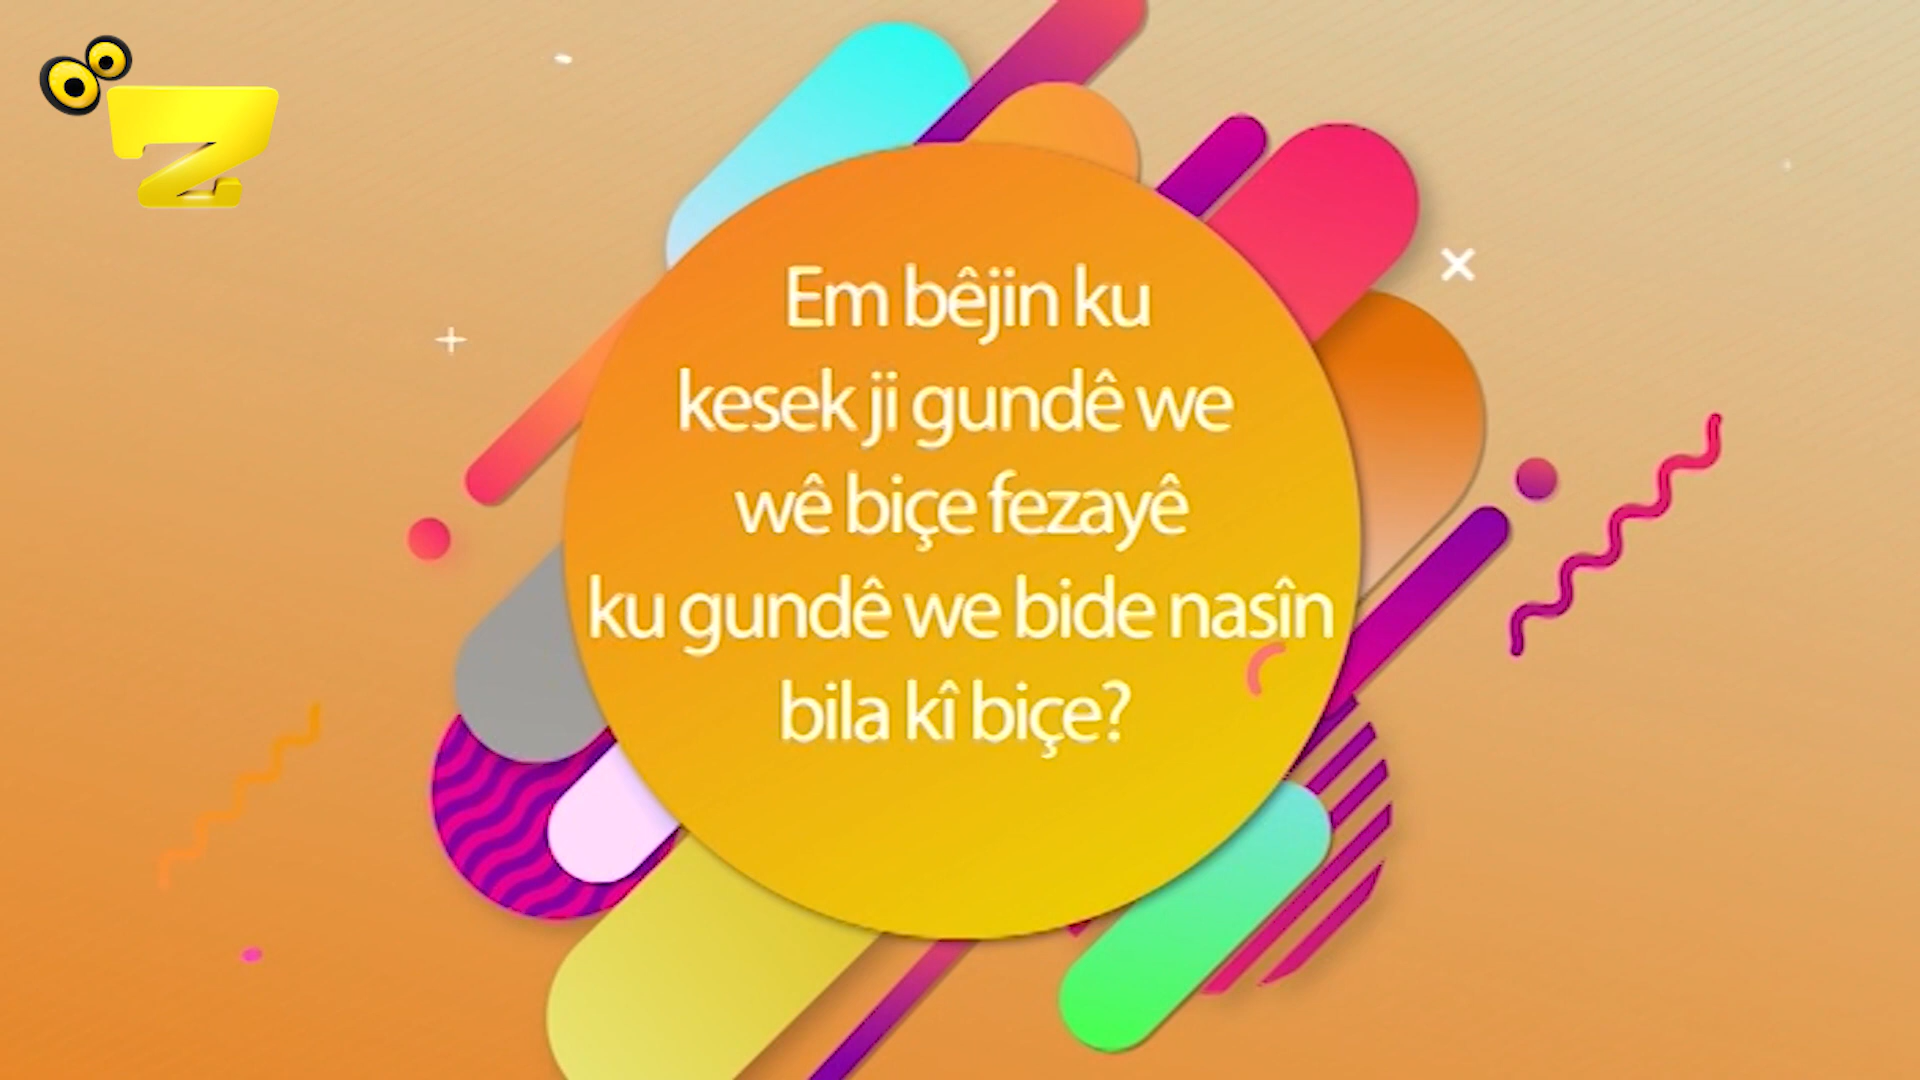 Z
Em bêjin ku
kesek ji gundê we
wê biçe fezayê
ku gundê we bide nasîn
bila kî biçe?